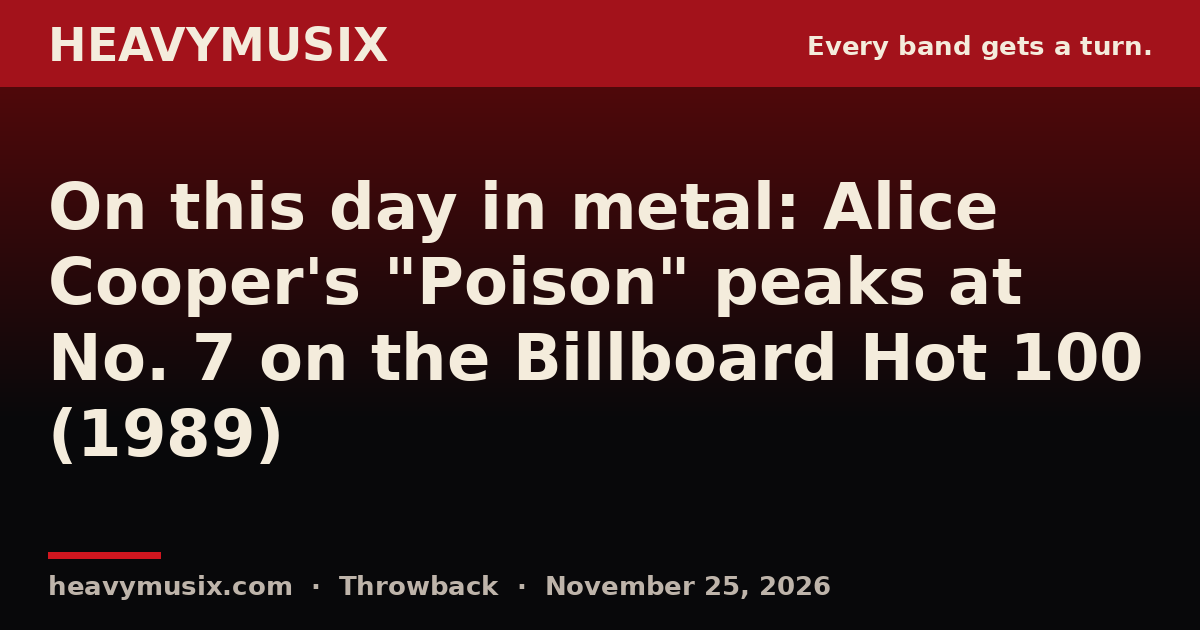 HEAVYMUSIX
Every band gets a turn.
On this day in metal: Alice
Cooper's "Poison" peaks at
No. 7 on the Billboard Hot 100
(1989)
heavymusix.com · Throwback · November 25, 2026